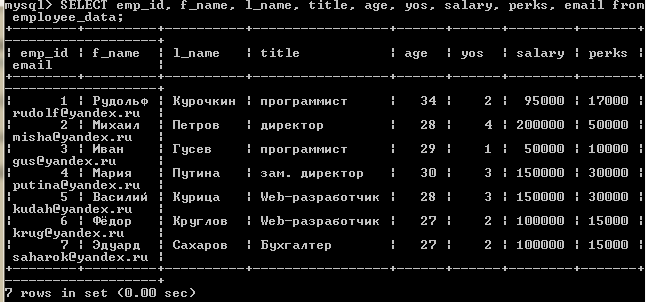 mysql> SELECT emp_id, f_name, l_name, title, age, yos, salary, perks, email from
employee_data;
+--------+---------+----------+---------------+------+------+--------+-------+
-------------------+
| emp_id | f_name | l_name | title | age | yos | salary | perks |
email |
+--------+---------+----------+---------------+------+------+--------+-------+
-------------------+
| 1 | Рудольф | Курочкин | программист | 34 | 2 | 95000 | 17000 |
rudolf@yandex.ru |
| 2 | Михаил | Петров | директор | 28 | 4 | 200000 | 50000 |
misha@yandex.ru |
| 3 | Иван | Гусев | программист | 29 | 1 | 50000 | 10000 |
gus@yandex.ru |
| 4 | Мария | Путина | зам. директор | 30 | 3 | 150000 | 30000 |
putina@yandex.ru |
| 5 | Василий | Курица | Web-разработчик | 28 | 3 | 150000 | 30000 |
kudah@yandex.ru |
| 6 | Фёдор | Круглов | Web-разработчик | 27 | 2 | 100000 | 15000 |
krug@yandex.ru |
| 7 | Эдуард | Сахаров | Бухгалтер | 27 | 2 | 100000 | 15000 |
saharok@yandex.ru |
+--------+---------+----------+---------------+------+------+--------+-------+
-------------------+
7 rows in set (0.00 sec)